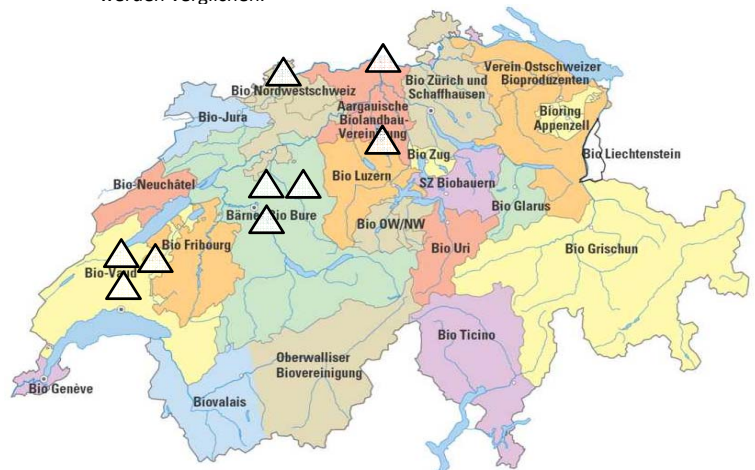 werden verglichen.
Verein Ostschweizer
Bioproduzenten
Bio Nordwestschweiz
Bio Zürich und
Schaffhausen
Aargauische
Biolandbau-
Vereinigung
Bioring
Appenzell
Bio-Jura
Bio Zug
Bio Liechtenstein
Bio Luzern
SZ Biobauern
Bio-Neuchâtel
Bio Glarus
Bio Bure
Bio OW/NW
Bio Fribourg
Bio Uri
Bio Grischun
Bio-Vaud
Bio Ticino
Oberwalliser
Biovereinigung
Bio Genève
Biovalais